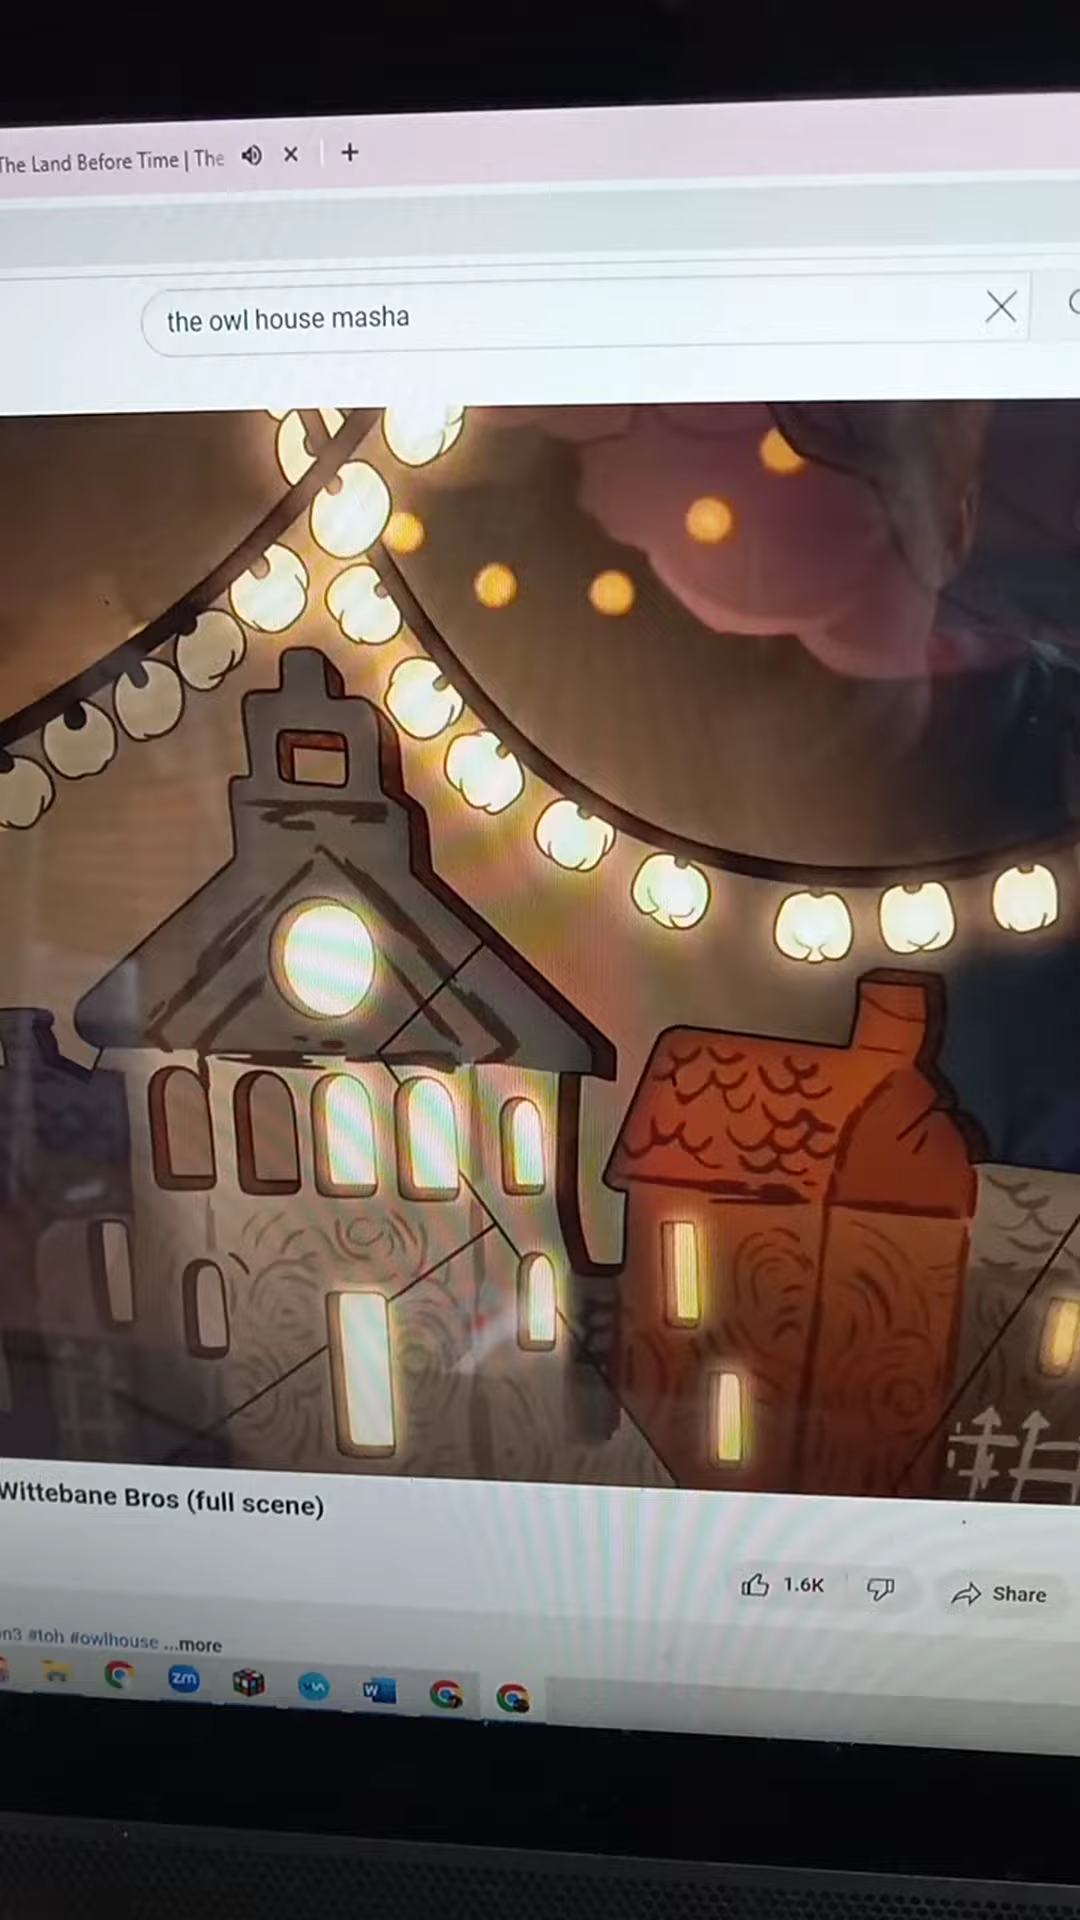 The Land Before Time | The
the owl house masha
Wittebane Bros (full scene)
1.6K
Share
#toh #owlhouse ...more
zm
W